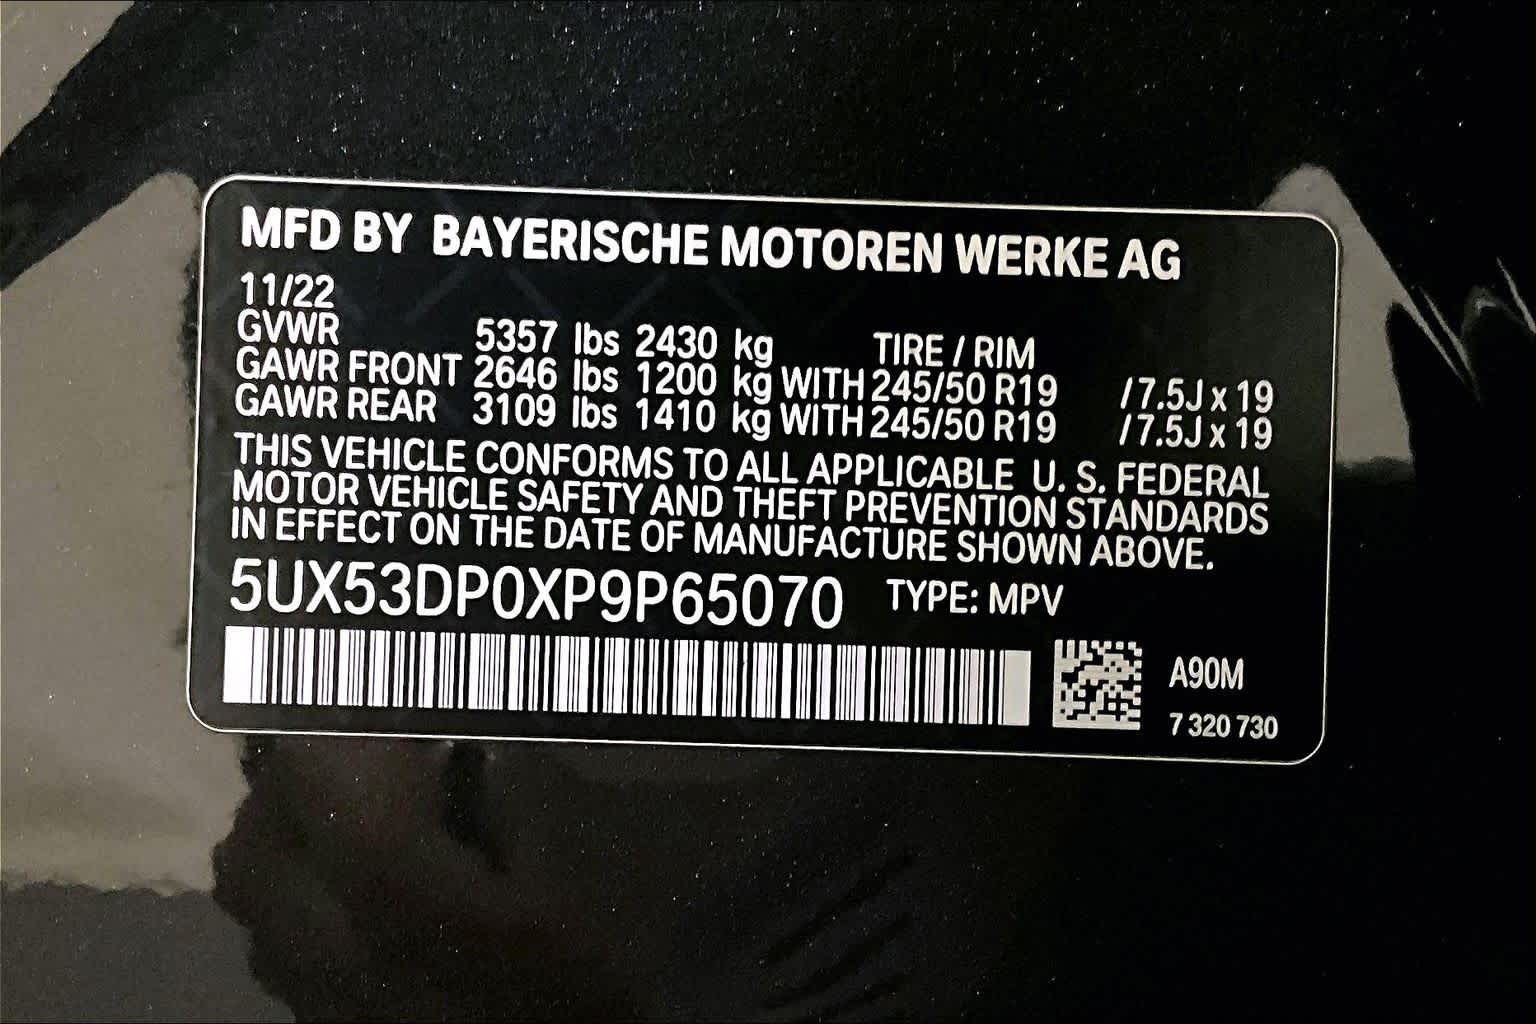 MFD BY BAYERISCHE MOTOREN WERKE AG
11/22
GVWR 5357 lbs 2430 kg TIRE / RIM
GAWR FRONT 2646 lbs 1200 kg WITH 245/50 R19 /7.5J x 19
GAWR REAR 3109 lbs 1410 kg WITH 245/50 R19 /7.5J x 19
THIS VEHICLE CONFORMS TO ALL APPLICABLE U. S. FEDERAL
MOTOR VEHICLE SAFETY AND THEFT PREVENTION STANDARDS
IN EFFECT ON THE DATE OF MANUFACTURE SHOWN ABOVE.
5UX53DP0XP9P65070 TYPE: MPV
A90M
7 320 730